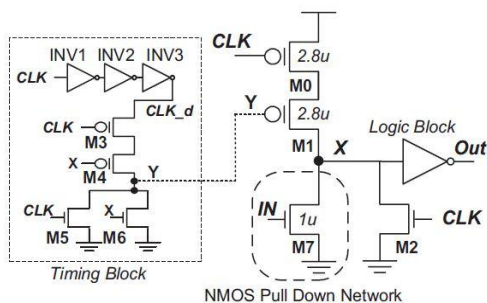 INV1 INV2 INV3
CLK
CLK_d
CLK
M3
X
M4
Y
CLK
X
M5
M6
Timing Block
CLK
2.8u
M0
Y
2.8u
M1
X
Logic Block
Out
IN
1u
M7
CLK
M2
NMOS Pull Down Network